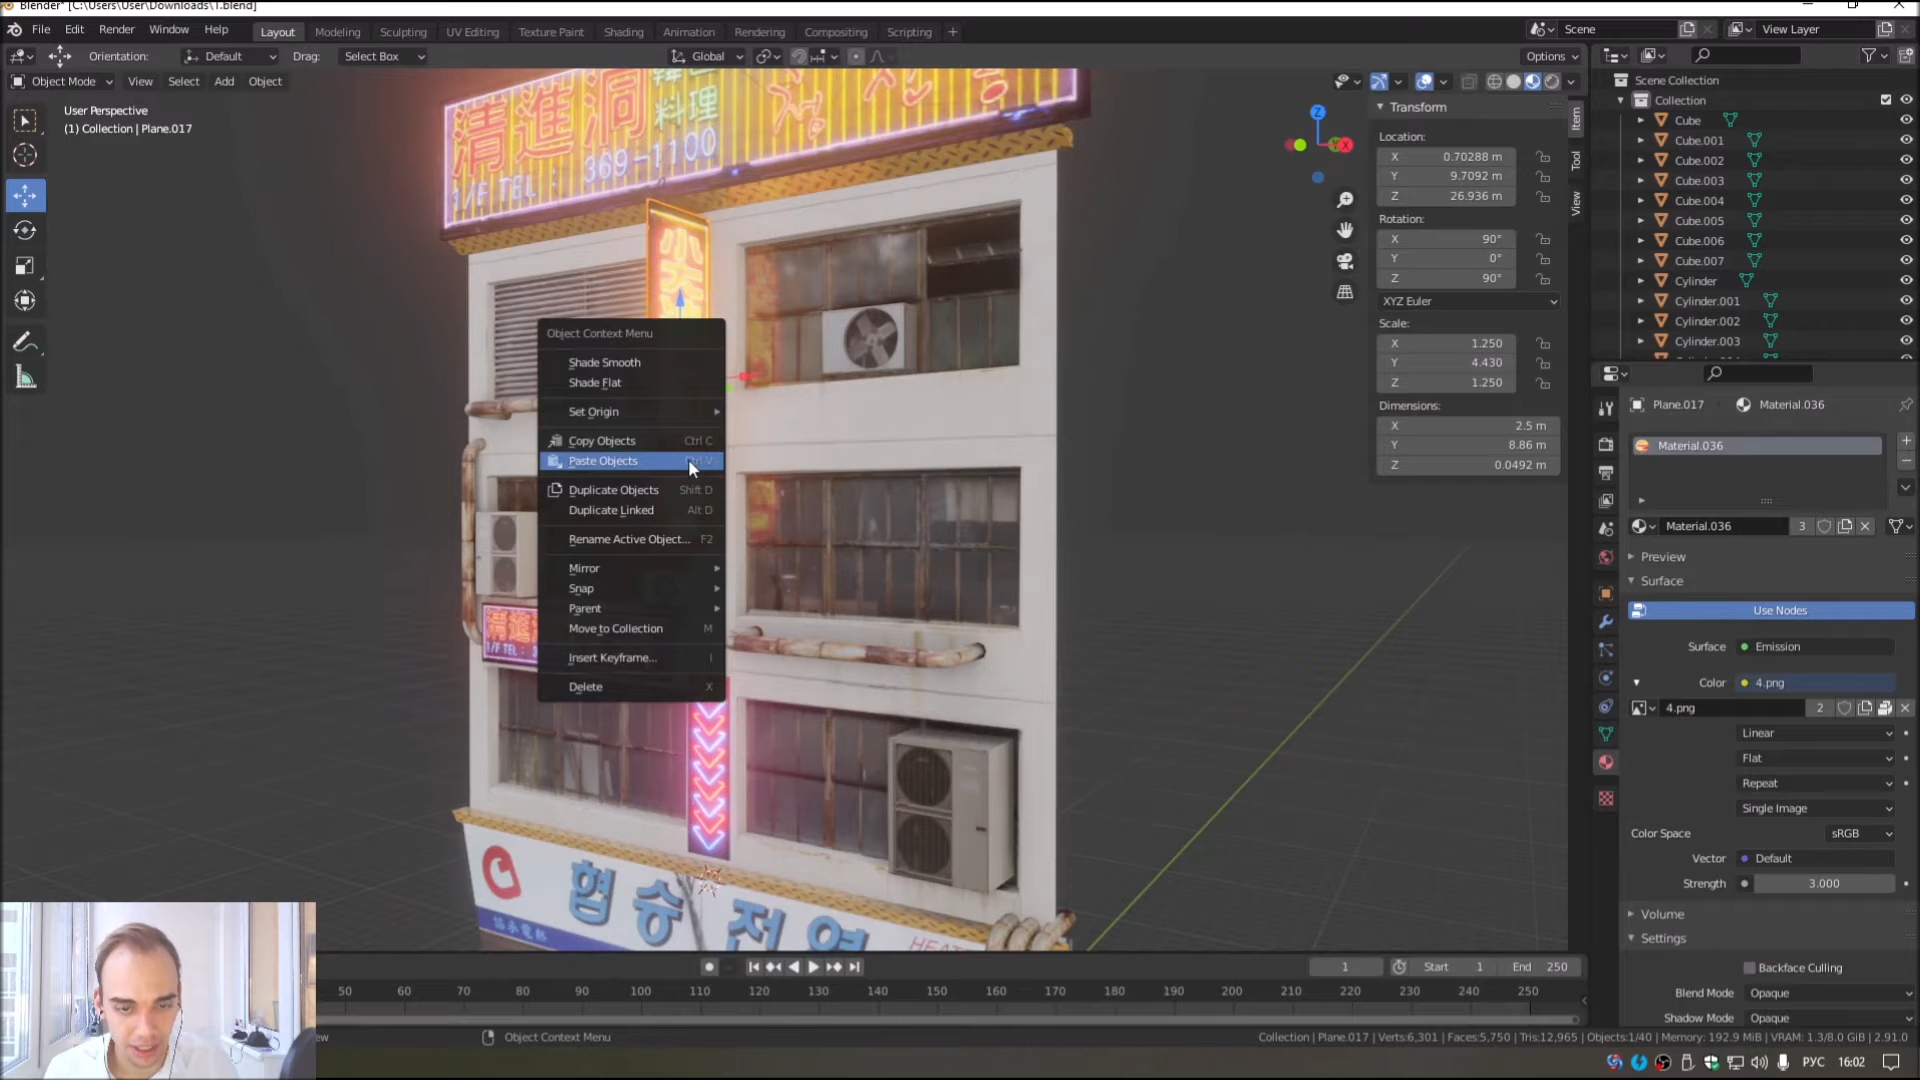 Blender* [C:\Users\User\Downloads\T.blend]
File Edit Render Window Help Layout Modeling Sculpting UV Editing Texture Paint Shading Animation Rendering Compositing Scripting + Scene View Layer
Orientation: Default Drag: Select Box Global Options
Object Mode View Select Add Object
User Perspective
(1) Collection | Plane.017
淸進洞
料理
369-1100
1/F TEL :
Object Context Menu
Shade Smooth
Shade Flat
Set Origin
Copy Objects Ctrl C
Paste Objects Ctrl V
Duplicate Objects Shift D
Duplicate Linked Alt D
Rename Active Object... F2
Mirror
Snap
Parent
Move to Collection M
Insert Keyframe... I
Delete X
1/F TEL :
협승전열
協承電熱
HEAT
Z
Y
X
Transform
Location:
X 0.70288 m
Y 9.7092 m
Z 26.936 m
Rotation:
X 90°
Y 0°
Z 90°
XYZ Euler
Scale:
X 1.250
Y 4.430
Z 1.250
Dimensions:
X 2.5 m
Y 8.86 m
Z 0.0492 m
Item
Tool
View
Scene Collection
Collection
Cube
Cube.001
Cube.002
Cube.003
Cube.004
Cube.005
Cube.006
Cube.007
Cylinder
Cylinder.001
Cylinder.002
Cylinder.003
Plane.017 Material.036
Material.036
Material.036 3
Preview
Surface
Use Nodes
Surface Emission
Color 4.png
4.png 2
Linear
Flat
Repeat
Single Image
Color Space sRGB
Vector Default
Strength 3.000
Volume
Settings
Backface Culling
Blend Mode Opaque
Shadow Mode Opaque
1 Start 1 End 250
50 60 70 80 90 100 110 120 130 140 150 160 170 180 190 200 210 220 230 240 250
Object Context Menu
Collection | Plane.017 | Verts:6,301 | Faces:5,750 | Tris:12,965 | Objects:1/40 | Memory: 192.9 MiB | VRAM: 1.3/8.0 GiB | 2.91.0
РУС 16:02